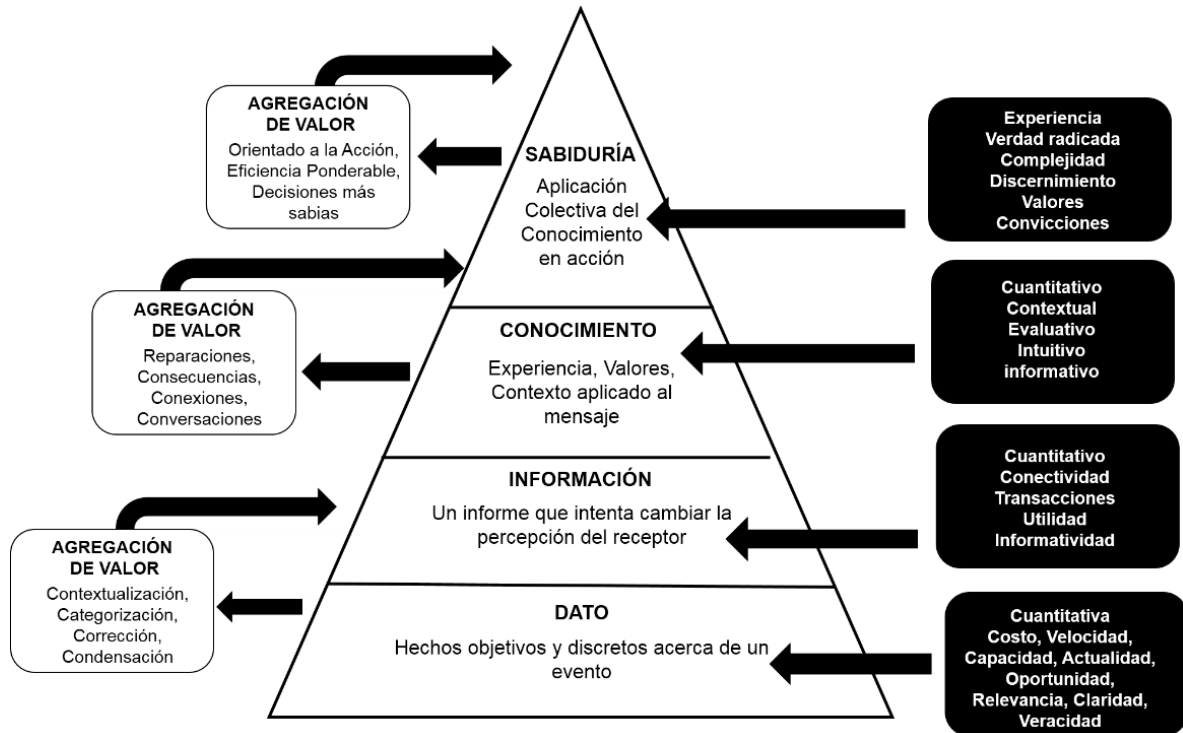 AGREGACIÓN
DE VALOR
Orientado a la Acción,
Eficiencia Ponderable,
Decisiones más
sabias
SABIDURÍA
Aplicación
Colectiva del
Conocimiento
en acción
Experiencia
Verdad radicada
Complejidad
Discernimiento
Valores
Convicciones
AGREGACIÓN
DE VALOR
Reparaciones,
Consecuencias,
Conexiones,
Conversaciones
CONOCIMIENTO
Experiencia, Valores,
Contexto aplicado al
mensaje
Cuantitativo
Contextual
Evaluativo
Intuitivo
informativo
AGREGACIÓN
DE VALOR
Contextualización,
Categorización,
Corrección,
Condensación
INFORMACIÓN
Un informe que intenta cambiar la
percepción del receptor
Cuantitativo
Conectividad
Transacciones
Utilidad
Informatividad
DATO
Hechos objetivos y discretos acerca de un
evento
Cuantitativa
Costo, Velocidad,
Capacidad, Actualidad,
Oportunidad,
Relevancia, Claridad,
Veracidad